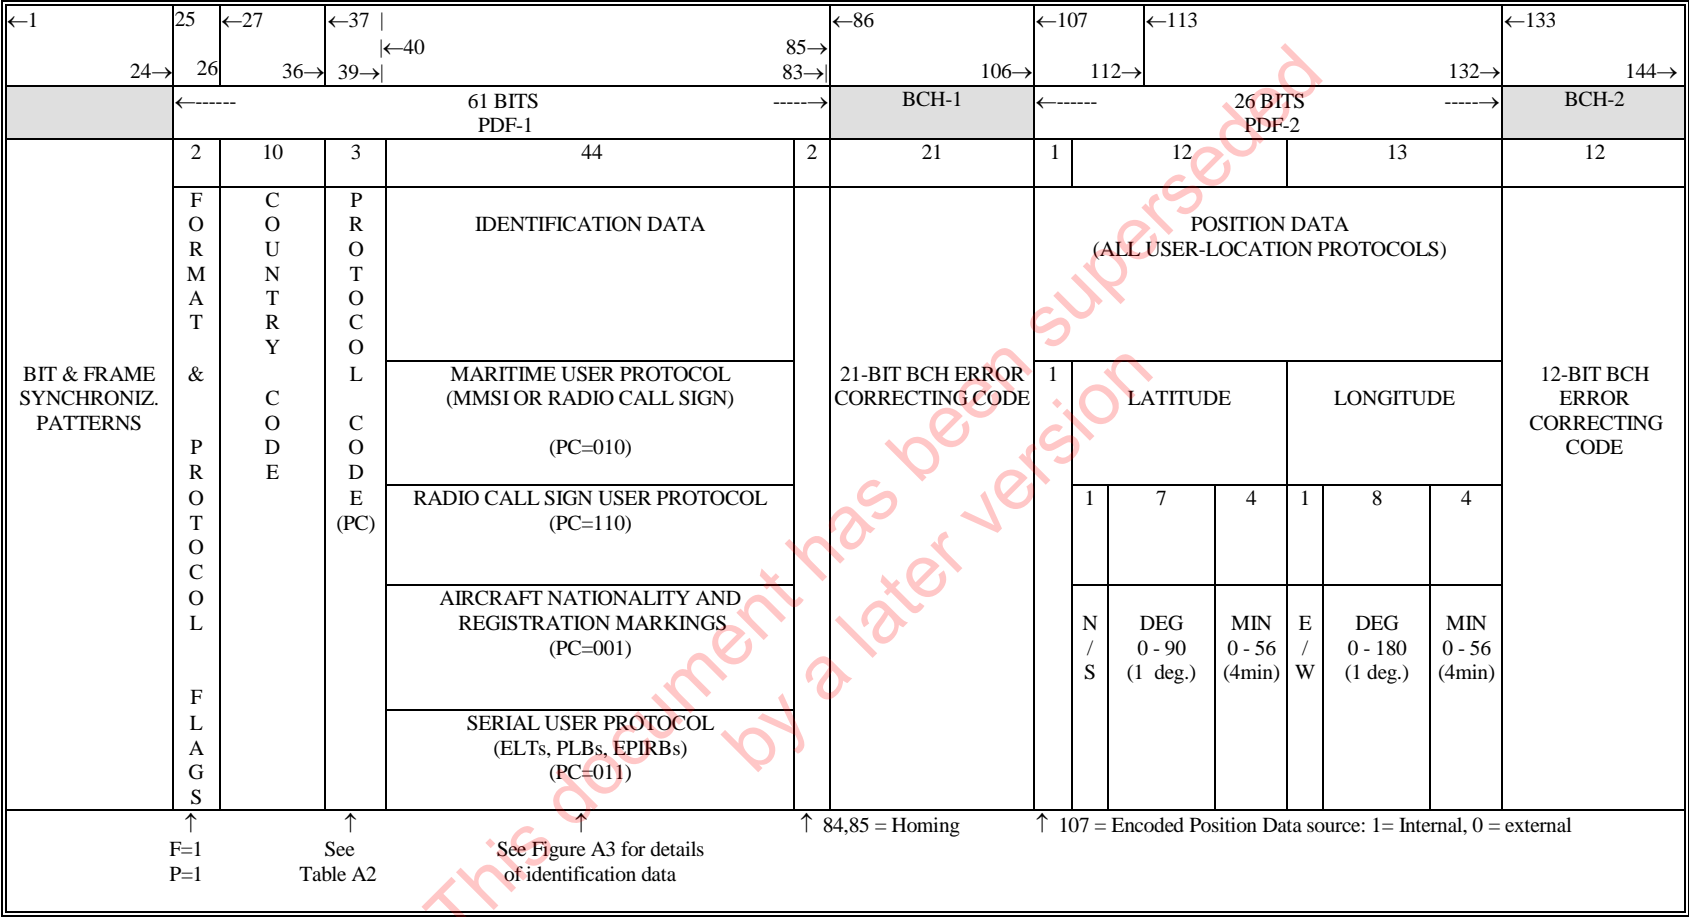 ←1 25 ←27 ←37 | ←86 ←107 ←113 ←133
|←40 85→
24→ 26 36→ 39→| 83→| 106→ 112→ 132→ 144→
←------ 61 BITS -----→ BCH-1 ←------ 26 BITS -----→ BCH-2
PDF-1 PDF-2
2 10 3 44 2 21 1 12 13 12
FORMAT & PROTOCOL FLAGS
COUNTRY CODE
PROTOCOL CODE
(PC)
IDENTIFICATION DATA
POSITION DATA
(ALL USER-LOCATION PROTOCOLS)
BIT & FRAME
SYNCHRONIZ.
PATTERNS
MARITIME USER PROTOCOL
(MMSI OR RADIO CALL SIGN)
(PC=010)
RADIO CALL SIGN USER PROTOCOL
(PC=110)
AIRCRAFT NATIONALITY AND
REGISTRATION MARKINGS
(PC=001)
SERIAL USER PROTOCOL
(ELTs, PLBs, EPIRBs)
(PC=011)
21-BIT BCH ERROR
CORRECTING CODE
1 LATITUDE LONGITUDE
1 7 4 1 8 4
N DEG MIN E DEG MIN
/ 0 - 90 0 - 56 / 0 - 180 0 - 56
S (1 deg.) (4min) W (1 deg.) (4min)
12-BIT BCH
ERROR
CORRECTING
CODE
↑ ↑ ↑ ↑ 84,85 = Homing ↑ 107 = Encoded Position Data source: 1= Internal, 0 = external
F=1 See See Figure A3 for details
P=1 Table A2 of identification data
This document has been superseded
by a later version